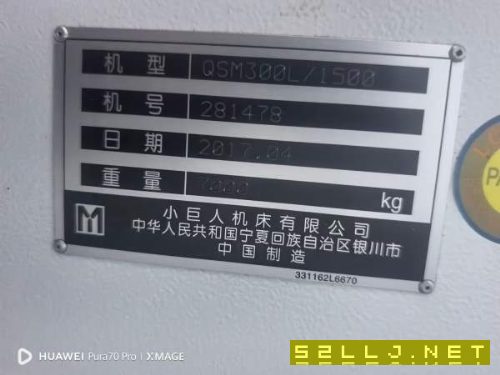 机型 QSM300L/1500
机号 281478
日期 2017.04
重量 7000 kg
小巨人机床有限公司
中华人民共和国宁夏回族自治区银川市
中国制造
331162L6670
HUAWEI Pura70 Pro | XMAGE
52LLJ.NET